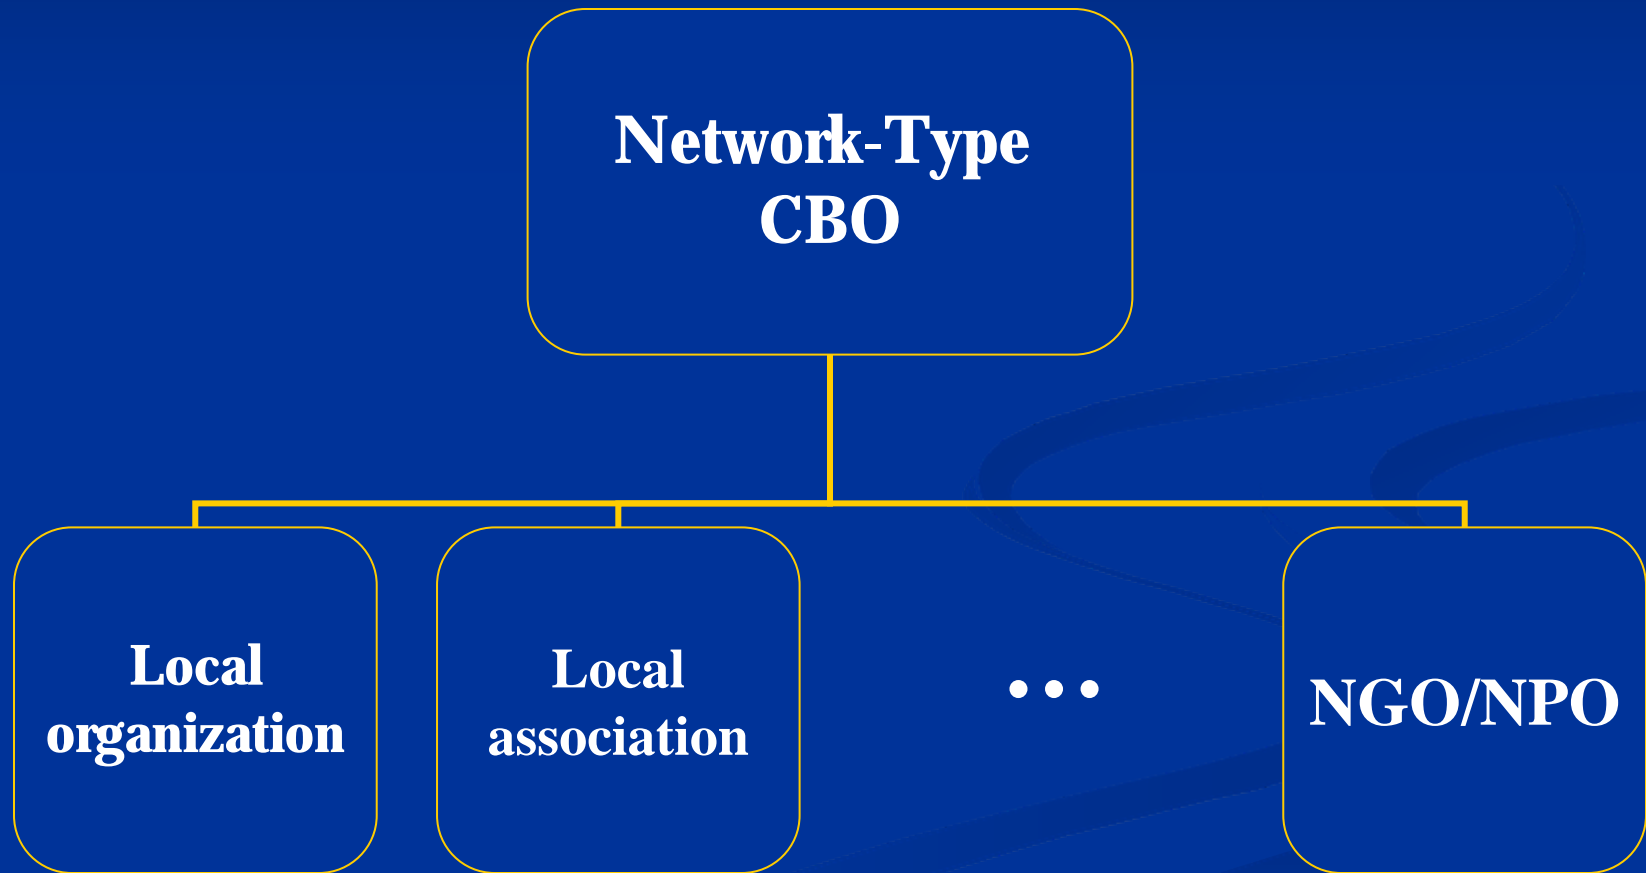 Network-Type
CBO
Local
organization
Local
association
...
NGO/NPO